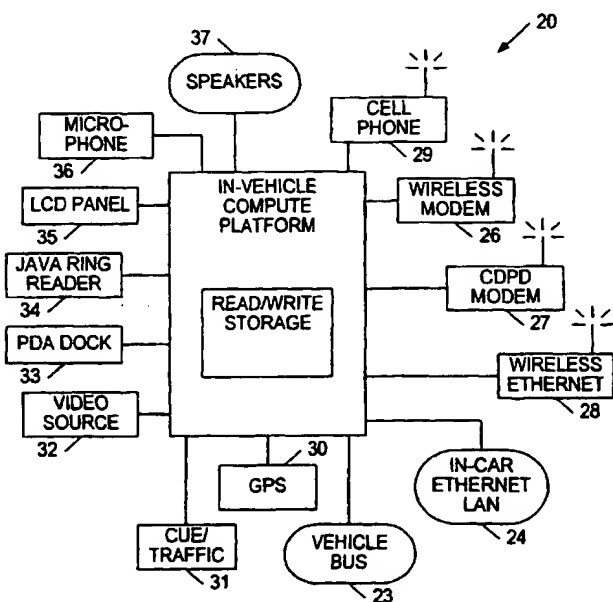 20
37
SPEAKERS
MICRO-
PHONE
36
CELL
PHONE
29
IN-VEHICLE
COMPUTE
PLATFORM
READ/WRITE
STORAGE
LCD PANEL
35
WIRELESS
MODEM
26
JAVA RING
READER
34
CDPD
MODEM
27
PDA DOCK
33
WIRELESS
ETHERNET
28
VIDEO
SOURCE
32
30
GPS
IN-CAR
ETHERNET
LAN
24
CUE/
TRAFFIC
31
VEHICLE
BUS
23